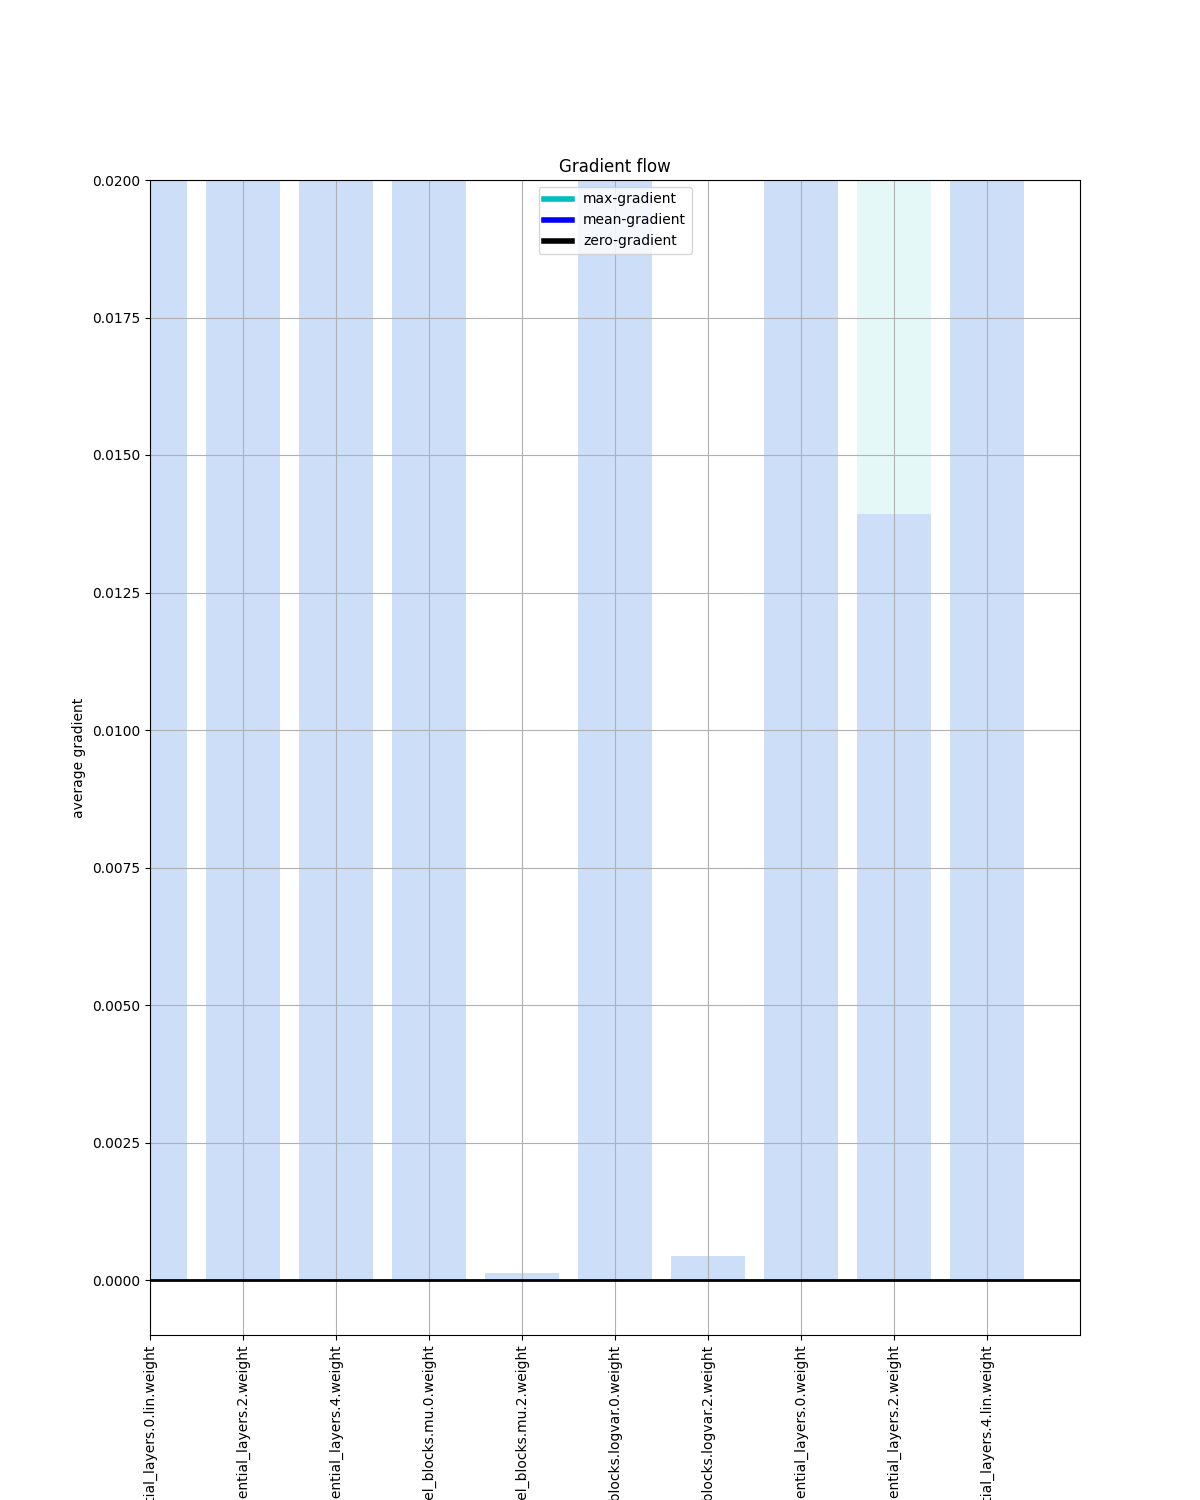 Gradient flow
max-gradient
mean-gradient
zero-gradient
average gradient
0.0200
0.0175
0.0150
0.0125
0.0100
0.0075
0.0050
0.0025
0.0000
tial_layers.0.lin.weight
ential_layers.2.weight
ential_layers.4.weight
el_blocks.mu.0.weight
el_blocks.mu.2.weight
blocks.logvar.0.weight
blocks.logvar.2.weight
ential_layers.0.weight
ential_layers.2.weight
tial_layers.4.lin.weight